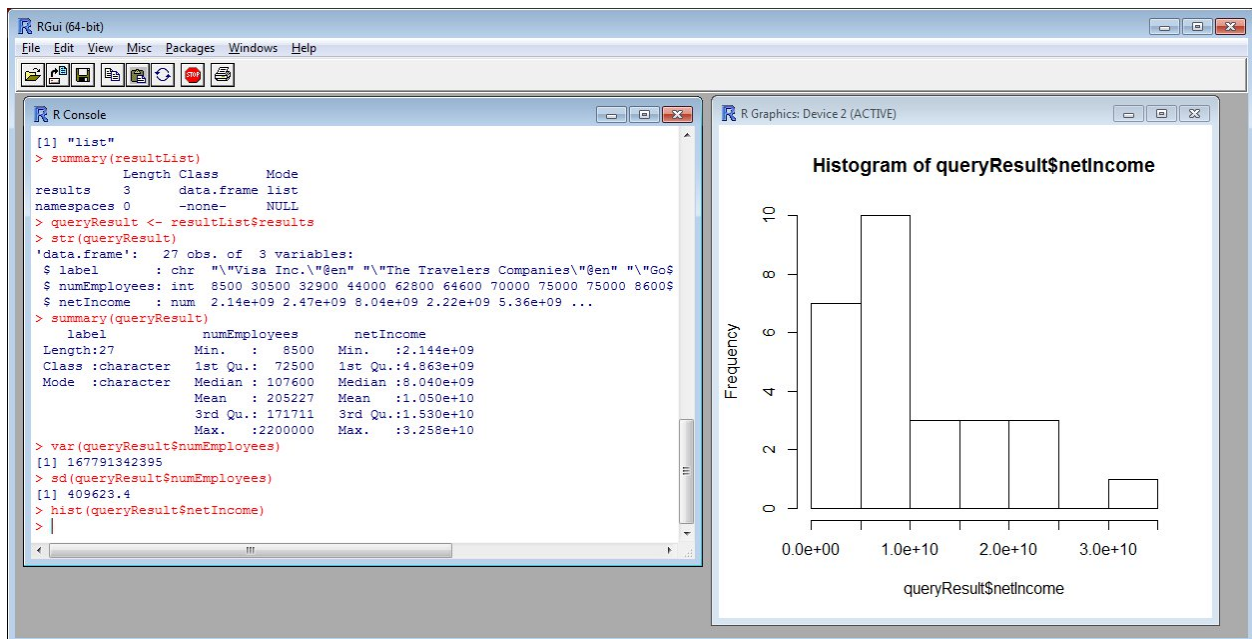 RGui (64-bit)
File Edit View Misc Packages Windows Help
STOP
R Console
[1] "list"
> summary(resultList)
           Length Class      Mode
results    3      data.frame list
namespaces 0      -none-     NULL
> queryResult <- resultList$results
> str(queryResult)
'data.frame':   27 obs. of  3 variables:
 $ label       : chr  "\"Visa Inc.\"@en" "\"The Travelers Companies\"@en" "\"Go$
 $ numEmployees: int  8500 30500 32900 44000 62800 64600 70000 75000 75000 8600$
 $ netIncome   : num  2.14e+09 2.47e+09 8.04e+09 2.22e+09 5.36e+09 ...
> summary(queryResult)
    label            numEmployees       netIncome
 Length:27          Min.   :   8500   Min.   :2.144e+09
 Class :character   1st Qu.:  72500   1st Qu.:4.863e+09
 Mode  :character   Median : 107600   Median :8.040e+09
                    Mean   : 205227   Mean   :1.050e+10
                    3rd Qu.: 171711   3rd Qu.:1.530e+10
                    Max.   :2200000   Max.   :3.258e+10
> var(queryResult$numEmployees)
[1] 167791342395
> sd(queryResult$numEmployees)
[1] 409623.4
> hist(queryResult$netIncome)
>
R Graphics: Device 2 (ACTIVE)
Histogram of queryResult$netIncome
Frequency
10
8
6
4
2
0
0.0e+00 1.0e+10 2.0e+10 3.0e+10
queryResult$netIncome